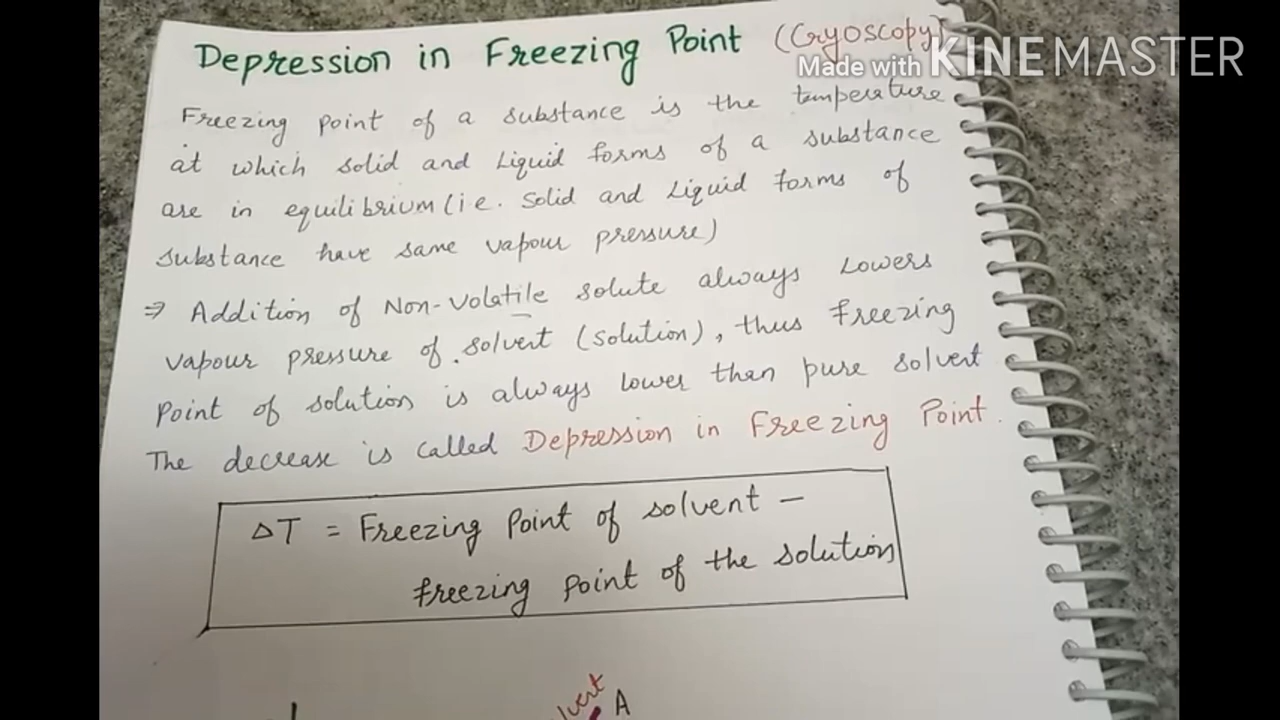 Depression in Freezing Point (Cryoscopy)
Made with KINEMASTER
Freezing point of a substance is the temperature
at which solid and Liquid forms of a substance
are in equilibrium (i.e. Solid and Liquid forms of
substance have same vapour pressure)
⇒ Addition of Non-Volatile solute always Lowers
vapour pressure of solvent (solution), thus freezing
point of solution is always lower than pure solvent
The decrease is called Depression in Freezing Point.
ΔT = Freezing Point of solvent −
freezing point of the solution
A